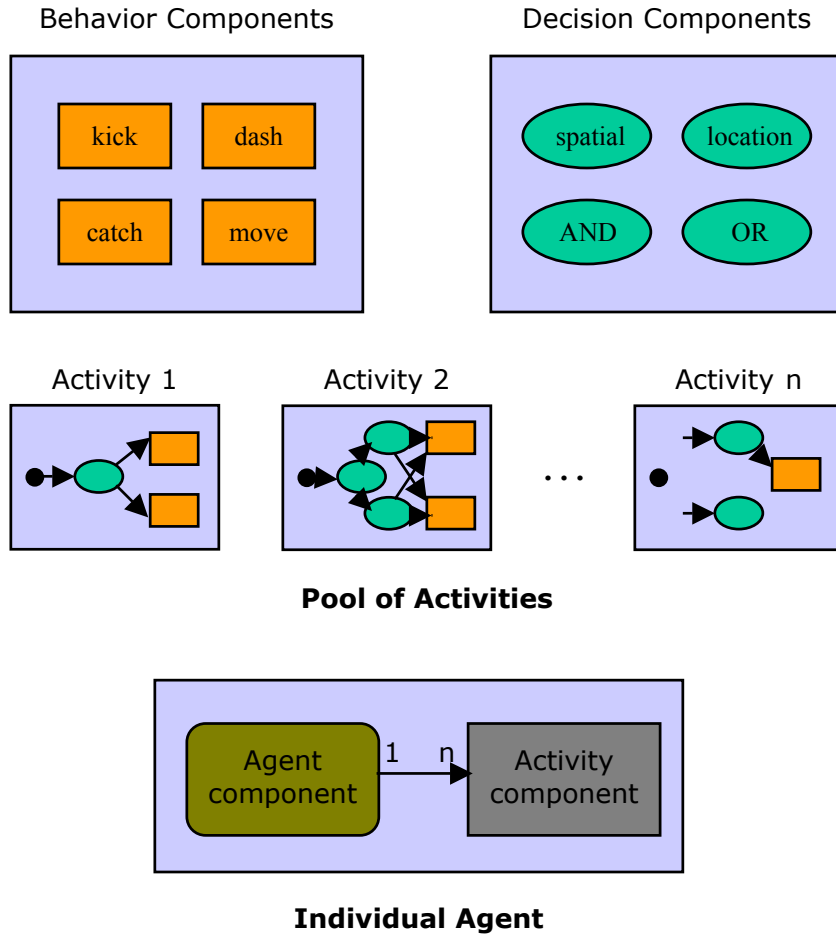 Behavior Components
Decision Components
kick
dash
catch
move
spatial
location
AND
OR
Activity 1
Activity 2
Activity n
...
Pool of Activities
Agent
component
1
n
Activity
component
Individual Agent